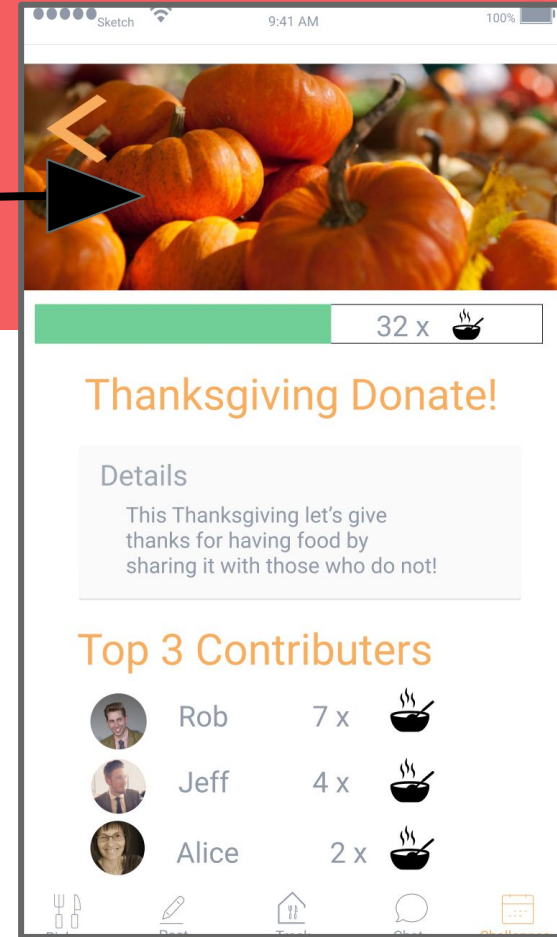 Sketch 9:41 AM 100%
32 x
Thanksgiving Donate!
Details
This Thanksgiving let's give
thanks for having food by
sharing it with those who do not!
Top 3 Contributers
Rob 7 x
Jeff 4 x
Alice 2 x